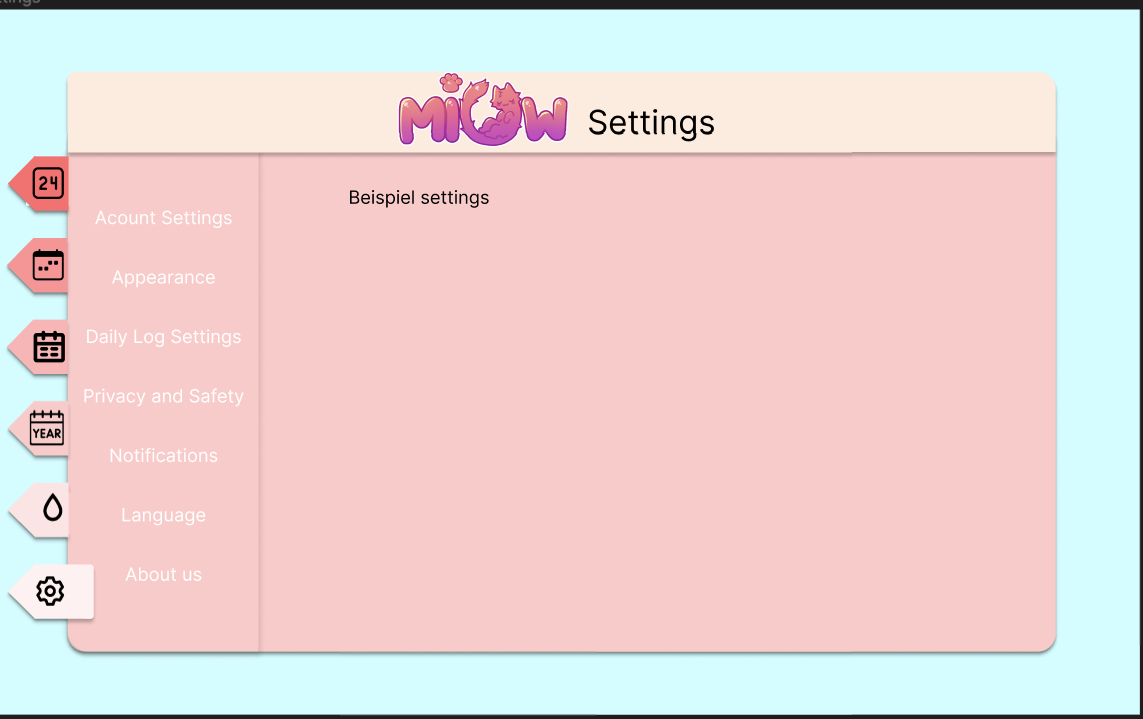 MiOW Settings
24
Beispiel settings
Acount Settings
Appearance
Daily Log Settings
Privacy and Safety
YEAR
Notifications
Language
About us